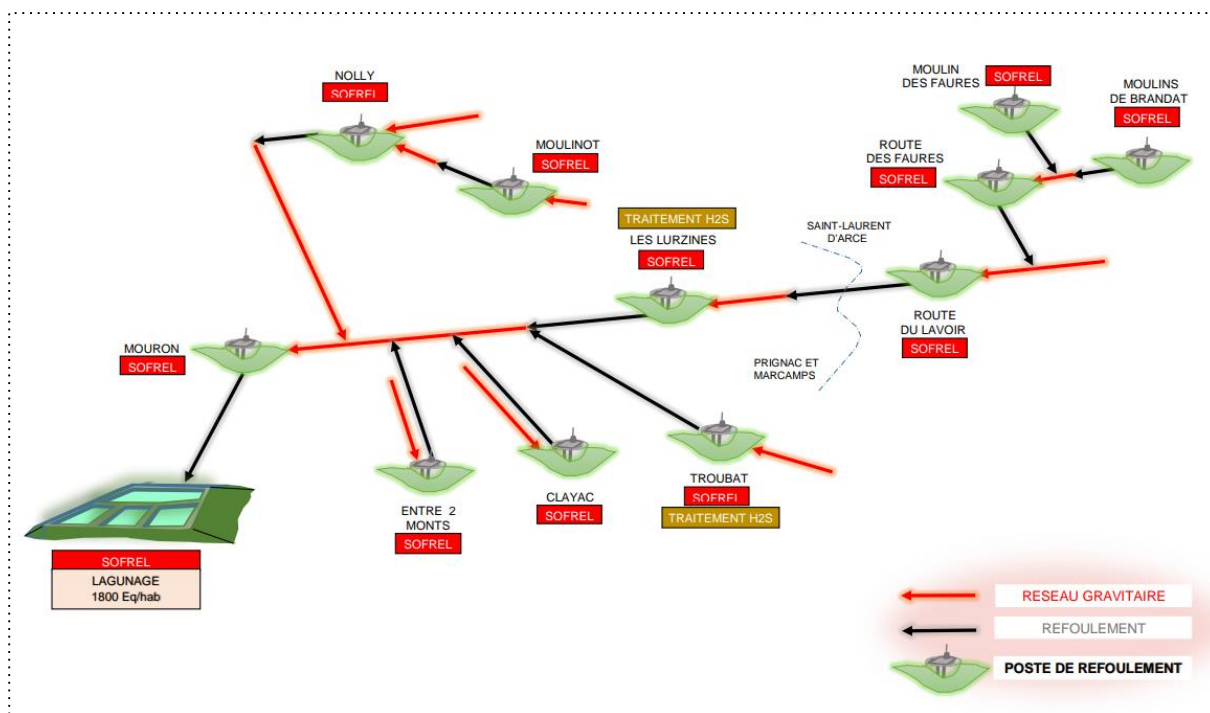 NOLLY
SOFREL
MOULINOT
SOFREL
MOULIN
DES FAURES
SOFREL
MOULINS
DE BRANDAT
SOFREL
ROUTE
DES FAURES
SOFREL
TRAITEMENT H2S
LES LURZINES
SOFREL
SAINT-LAURENT
D'ARCE
ROUTE
DU LAVOIR
SOFREL
PRIGNAC ET
MARCAMPS
MOURON
SOFREL
ENTRE 2
MONTS
SOFREL
CLAYAC
SOFREL
TROUBAT
SOFREL
TRAITEMENT H2S
SOFREL
LAGUNAGE
1800 Eq/hab
RESEAU GRAVITAIRE
REFOULEMENT
POSTE DE REFOULEMENT